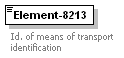 Element-8213
Id. of means of transport
identification